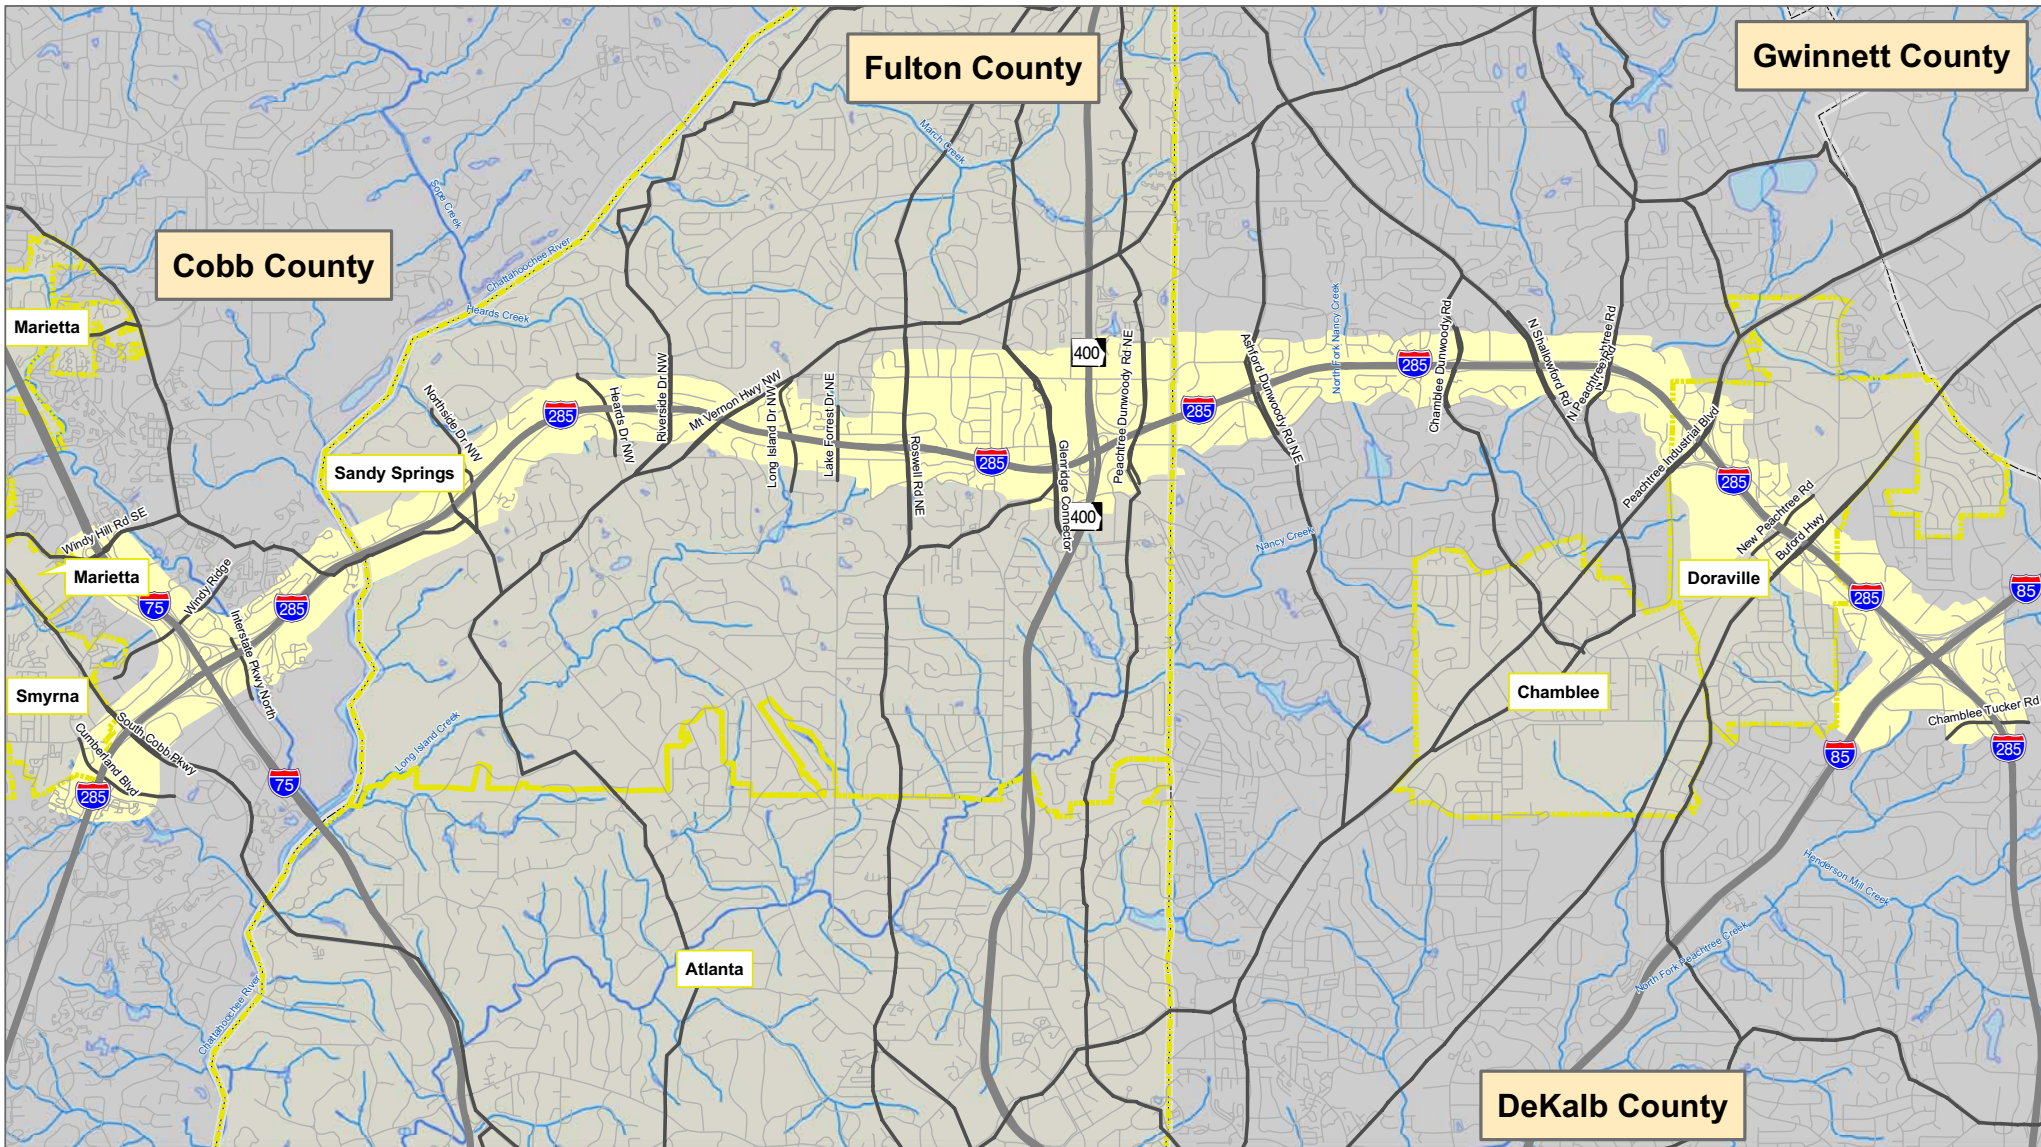 Fulton County
Gwinnett County
Cobb County
DeKalb County
March Creek
Sope Creek
Chattahoochee River
Heards Creek
Marietta
Northside Dr NW
Heards Dr NW
Riverside Dr NW
Mt Vernon Hwy NW
Long Island Dr NW
Lake Forrest Dr NE
Roswell Rd NE
400
Glenridge Connector
Peachtree Dunwoody Rd NE
Ashford Dunwoody Rd NE
North Fork Nancy Creek
Chamblee Dunwoody Rd
N Shallowford Rd
N Peachtree Rd
N Peachtree Rd
Peachtree Industrial Blvd
285
285
285
285
285
Sandy Springs
400
Windy Hill Rd SE
Marietta
75
Windy Ridge
285
Interstate Pkwy North
Nancy Creek
New Peachtree Rd
Buford Hwy
Doraville
285
85
Smyrna
South Cobb Pkwy
Cumberland Blvd
285
75
Long Island Creek
Chamblee
Chamblee Tucker Rd
85
285
Henderson Mill Creek
North Fork Peachtree Creek
Atlanta
Chattahoochee River